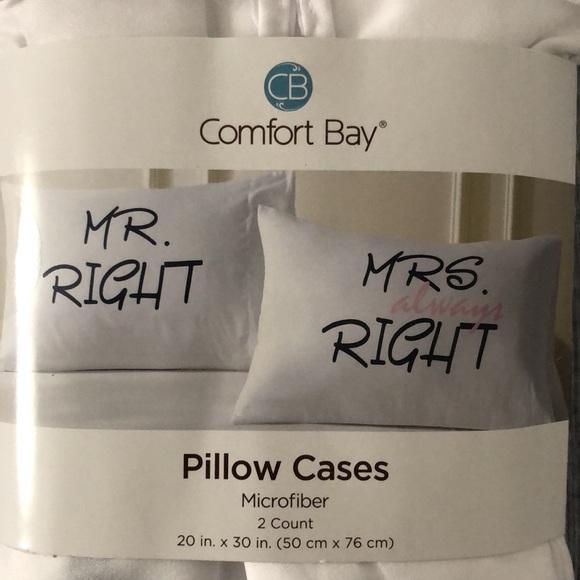 CB
Comfort Bay®
MR.
RIGHT
MRS.
always
RIGHT
Pillow Cases
Microfiber
2 Count
20 in. x 30 in. (50 cm x 76 cm)